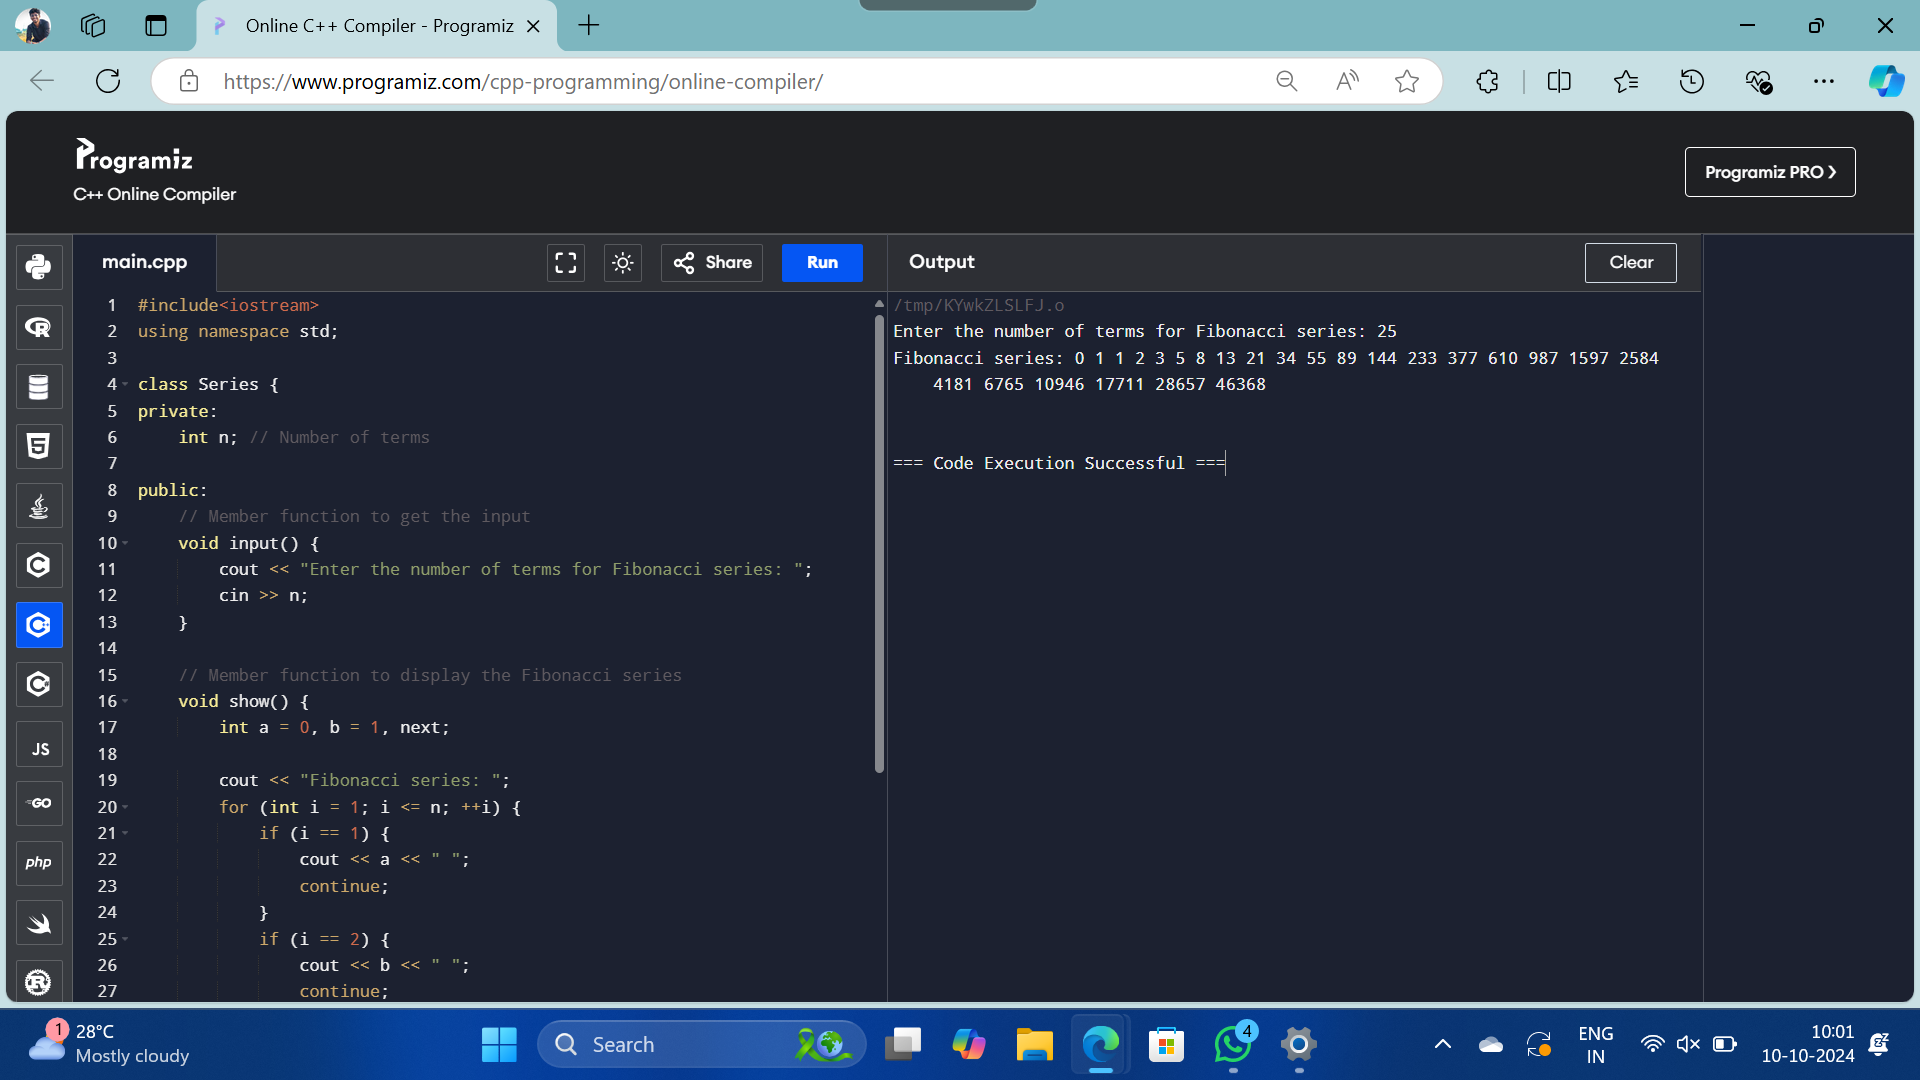 Online C++ Compiler - Programiz
https://www.programiz.com/cpp-programming/online-compiler/
Programiz
C++ Online Compiler
Programiz PRO
main.cpp
Share
Run
Output
Clear
1 #include<iostream>
2 using namespace std;
3
4 class Series {
5 private:
6     int n; // Number of terms
7
8 public:
9     // Member function to get the input
10     void input() {
11         cout << "Enter the number of terms for Fibonacci series: ";
12         cin >> n;
13     }
14
15     // Member function to display the Fibonacci series
16     void show() {
17         int a = 0, b = 1, next;
18
19         cout << "Fibonacci series: ";
20         for (int i = 1; i <= n; ++i) {
21             if (i == 1) {
22                 cout << a << " ";
23                 continue;
24             }
25             if (i == 2) {
26                 cout << b << " ";
27                 continue;
/tmp/KYwkZLSLFJ.o
Enter the number of terms for Fibonacci series: 25
Fibonacci series: 0 1 1 2 3 5 8 13 21 34 55 89 144 233 377 610 987 1597 2584
4181 6765 10946 17711 28657 46368
=== Code Execution Successful ===
R
5
C
C
C
JS
GO
php
R
1
28°C
Mostly cloudy
Search
4
ENG
IN
10:01
10-10-2024